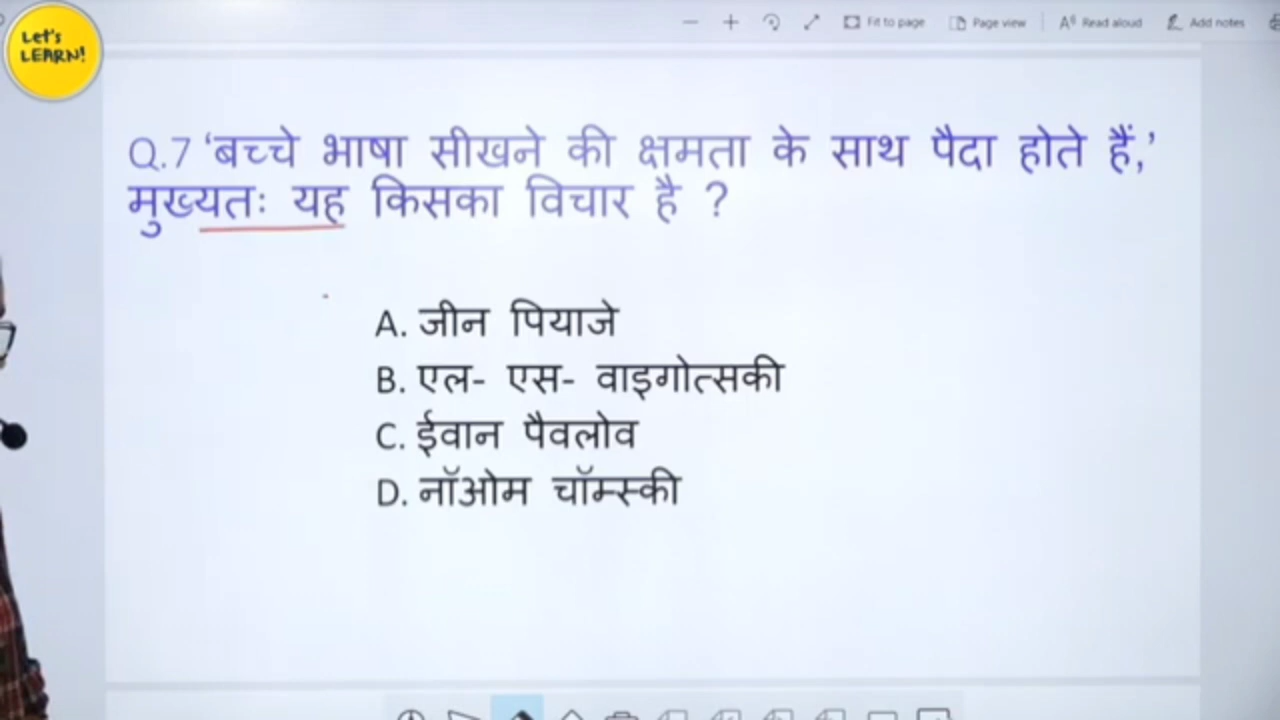 Let's
LEARN!
Fit to page
Page view
Read aloud
Add notes
Q.7 ‘बच्चे भाषा सीखने की क्षमता के साथ पैदा होते हैं,’
मुख्यतः यह किसका विचार है ?
A. जीन पियाजे
B. एल- एस- वाइगोत्सकी
C. ईवान पैवलोव
D. नॉओम चॉम्स्की